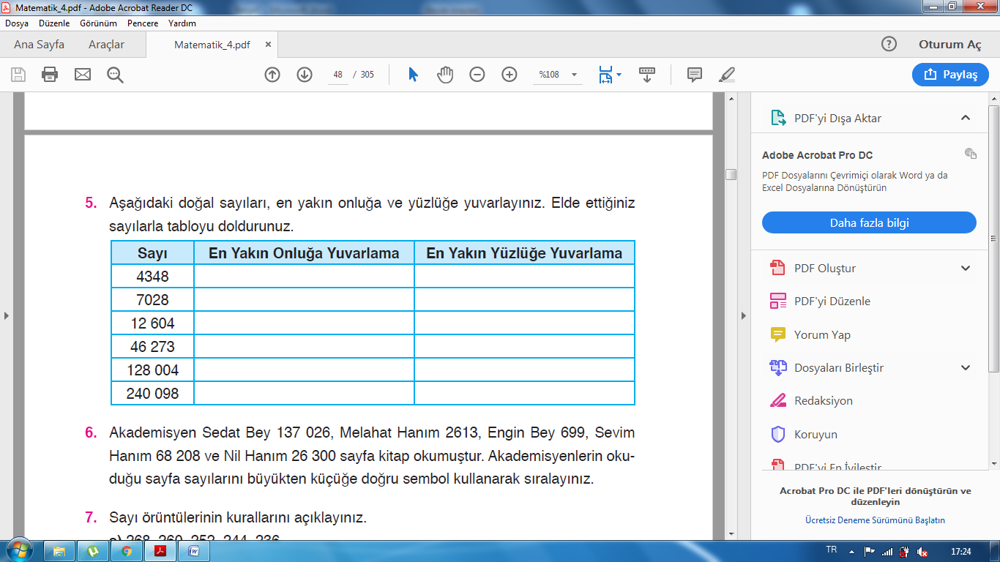 Matematik_4.pdf - Adobe Acrobat Reader DC
Dosya Düzenle Görünüm Pencere Yardım
Ana Sayfa Araçlar Matematik_4.pdf × ? Oturum Aç
48 / 305 %108 Paylaş
5. Aşağıdaki doğal sayıları, en yakın onluğa ve yüzlüğe yuvarlayınız. Elde ettiğiniz
sayılarla tabloyu doldurunuz.
Sayı En Yakın Onluğa Yuvarlama En Yakın Yüzlüğe Yuvarlama
4348
7028
12 604
46 273
128 004
240 098
6. Akademisyen Sedat Bey 137 026, Melahat Hanım 2613, Engin Bey 699, Sevim
Hanım 68 208 ve Nil Hanım 26 300 sayfa kitap okumuştur. Akademisyenlerin oku-
duğu sayfa sayılarını büyükten küçüğe doğru sembol kullanarak sıralayınız.
7. Sayı örüntülerinin kurallarını açıklayınız.
a) 268, 260, 252, 244, 236
PDF'yi Dışa Aktar
Adobe Acrobat Pro DC
PDF Dosyalarını Çevrimiçi olarak Word ya da
Excel Dosyalarına Dönüştürün
Daha fazla bilgi
PDF Oluştur
PDF'yi Düzenle
Yorum Yap
Dosyaları Birleştir
Redaksiyon
Koruyun
PDF'yi En İyileştir
Acrobat Pro DC ile PDF'leri dönüştürün ve
düzenleyin
Ücretsiz Deneme Sürümünü Başlatın
TR 17:24